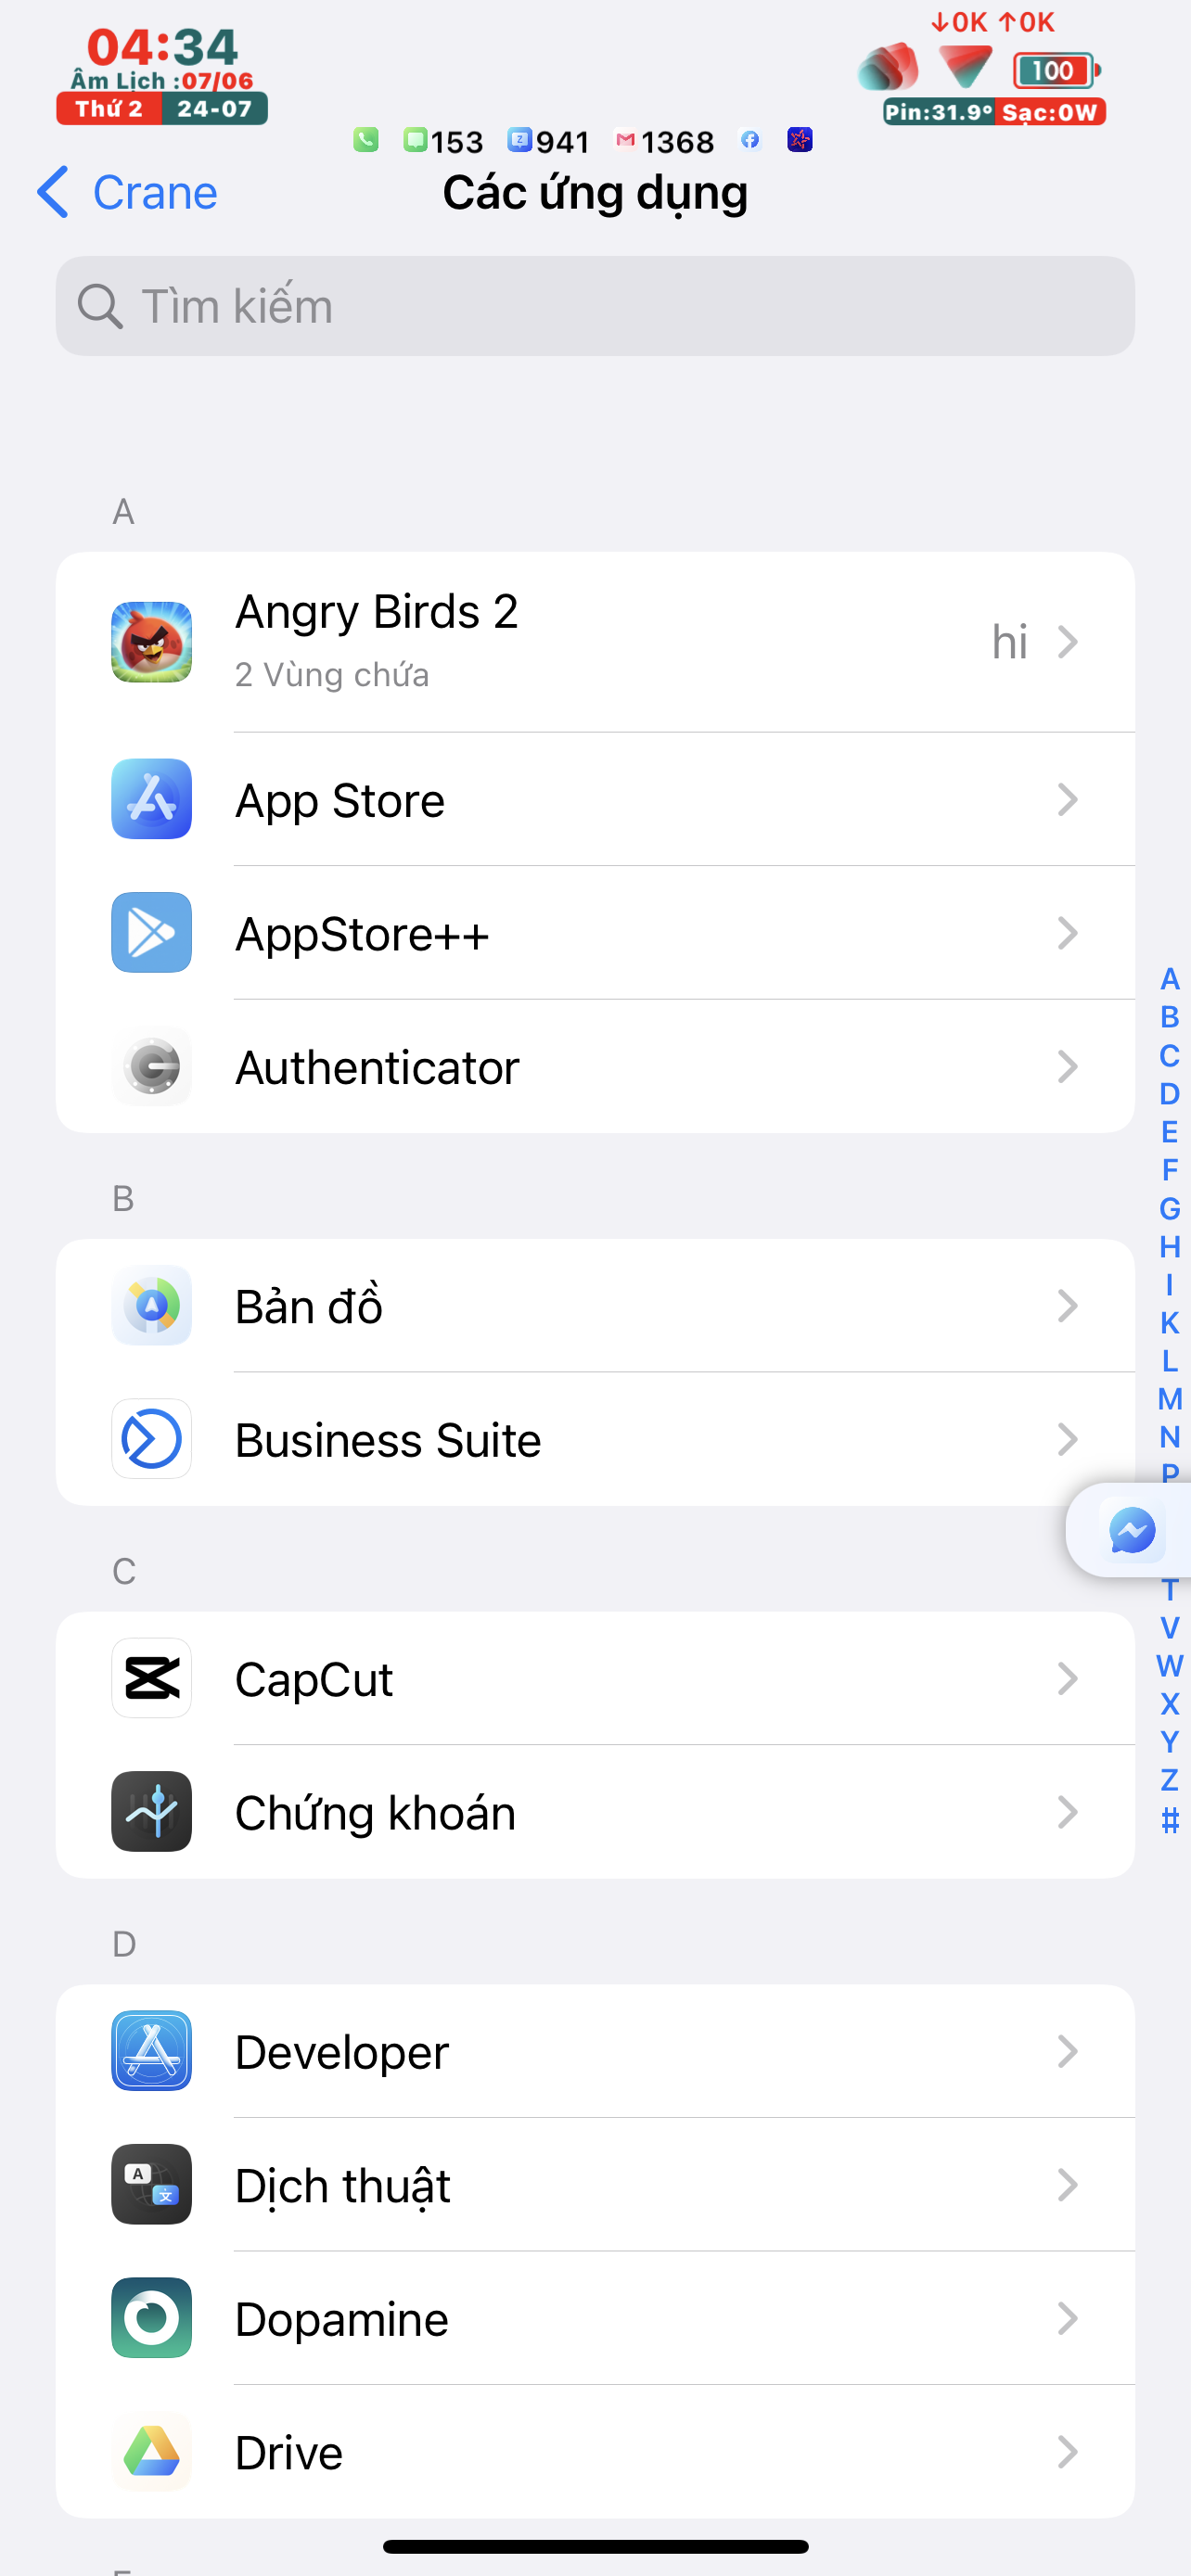 04:34
Âm Lịch :07/06
Thứ 2 24-07
↓0K ↑0K
100
Pin:31.9° Sạc:0W
153 941 1368
Crane
Các ứng dụng
Tìm kiếm
A
Angry Birds 2
2 Vùng chứa
hi
App Store
AppStore++
Authenticator
B
Bản đồ
Business Suite
C
CapCut
Chứng khoán
D
Developer
Dịch thuật
Dopamine
Drive
A
B
C
D
E
F
G
H
I
K
L
M
N
P
T
V
W
X
Y
Z
#